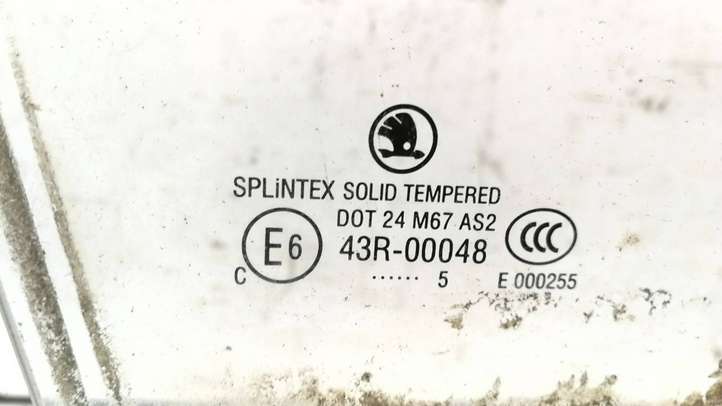 SPLiNTEX SOLID TEMPERED
DOT 24 M67 AS2
E6 43R-00048 CCC
C ...... 5 E 000255